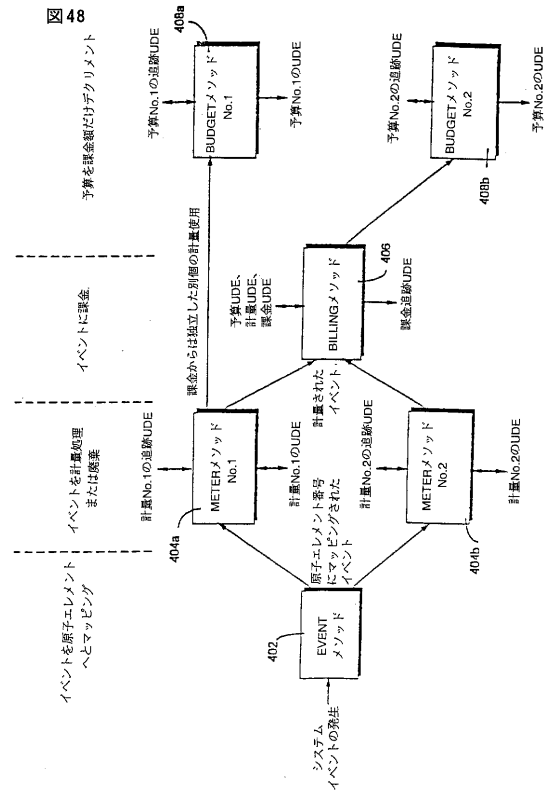 図48
イベントを原子エレメント
へとマッピング
イベントを計量処理
または廃棄
イベントに課金
予算を課金額だけデクリメント
システム
イベントの発生
402
EVENT
メソッド
原子エレメント番号
にマッピングされた
イベント
計量No.1の追跡UDE
404a
METERメソッド
No.1
計量No.1のUDE
計量No.2の追跡UDE
METERメソッド
No.2
404b
計量No.2のUDE
課金からは独立した別個の計量使用
計量された
イベント
予算UDE、
計量UDE、
課金UDE
BILLINGメソッド
406
課金追跡UDE
予算No.1の追跡UDE
408a
BUDGETメソッド
No.1
予算No.1のUDE
予算No.2の追跡UDE
BUDGETメソッド
No.2
408b
予算No.2のUDE